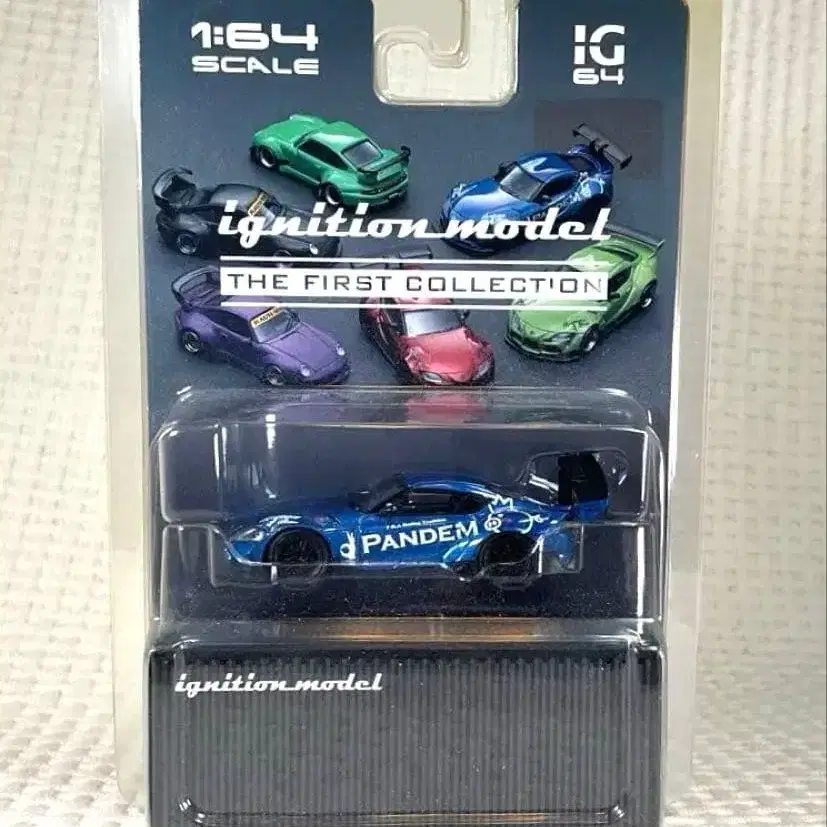 1:64
SCALE
IG
64
ignition model
THE FIRST COLLECTION
PANDEM
ignition model